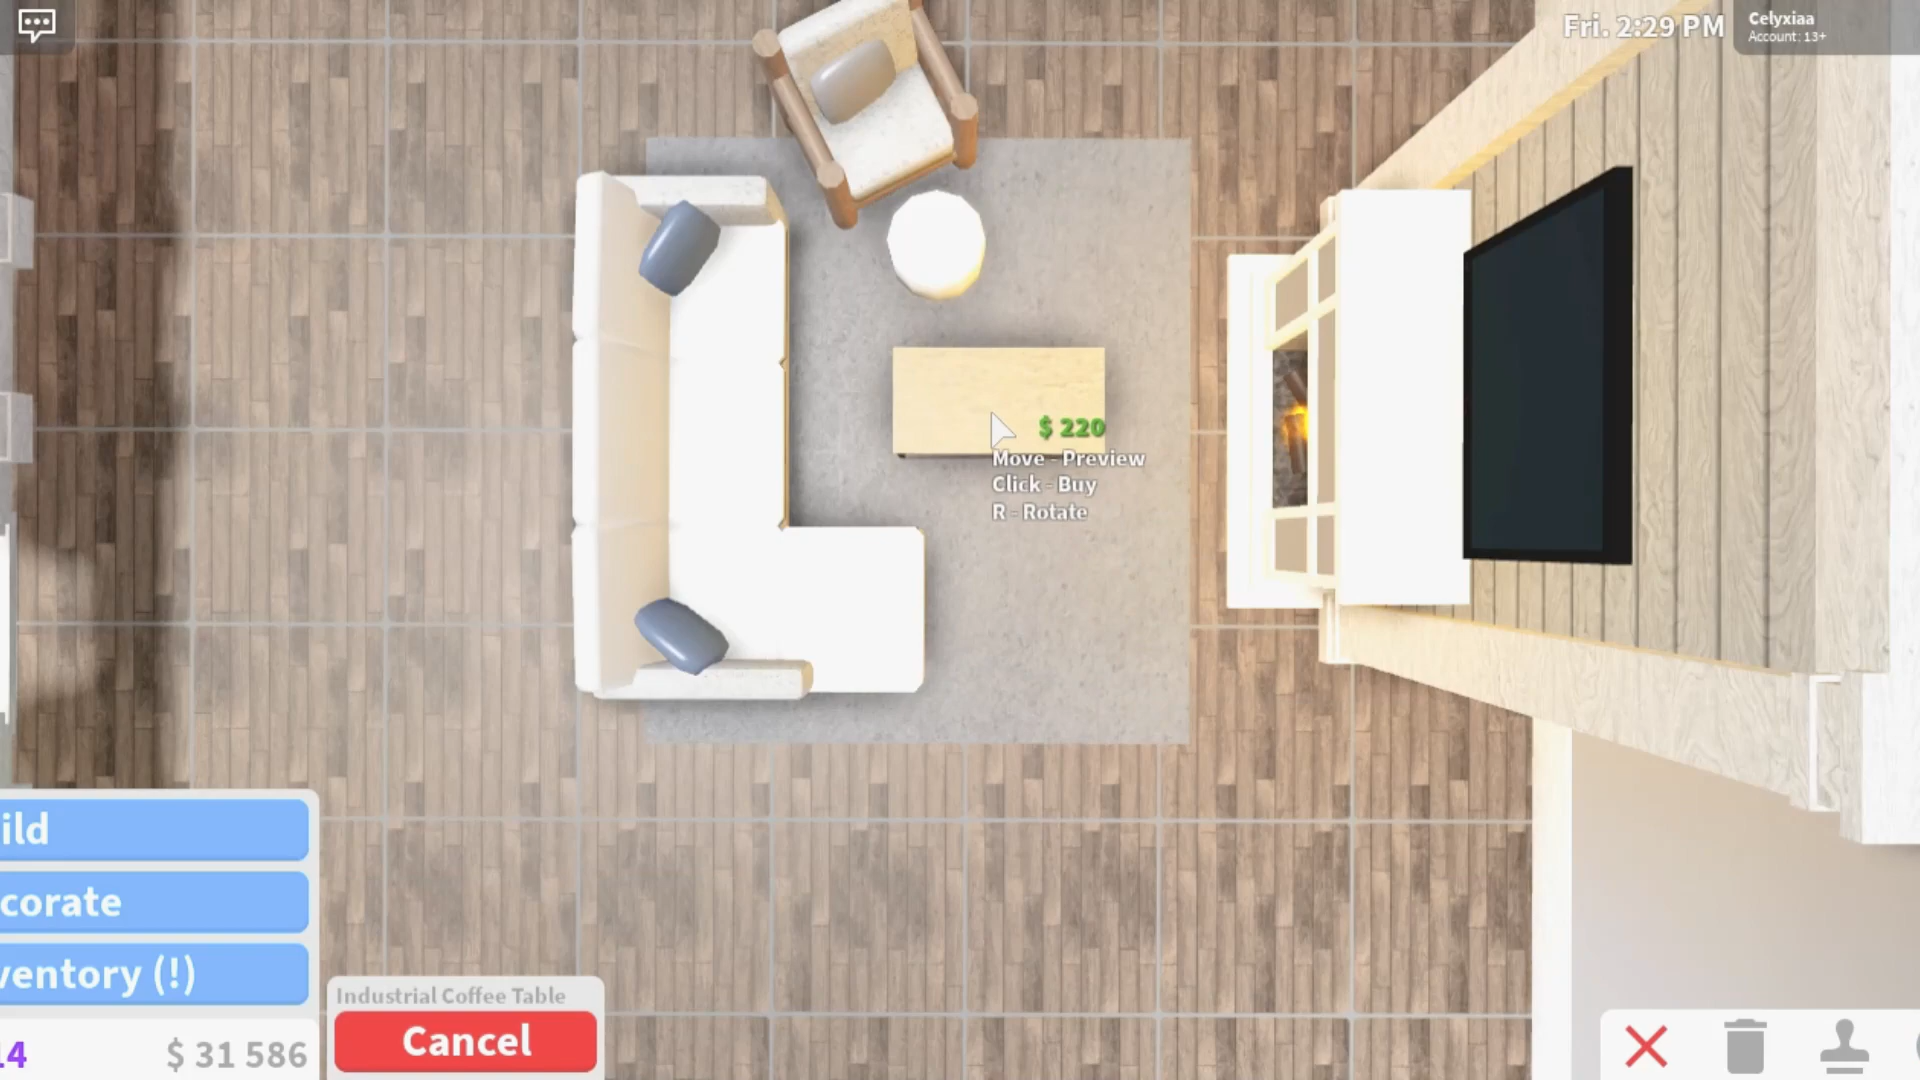 Fri. 2:29 PM
Celyxiaa
Account: 13+
$ 220
Move - Preview
Click - Buy
R - Rotate
ild
corate
ventory (!)
14
$ 31 586
Industrial Coffee Table
Cancel